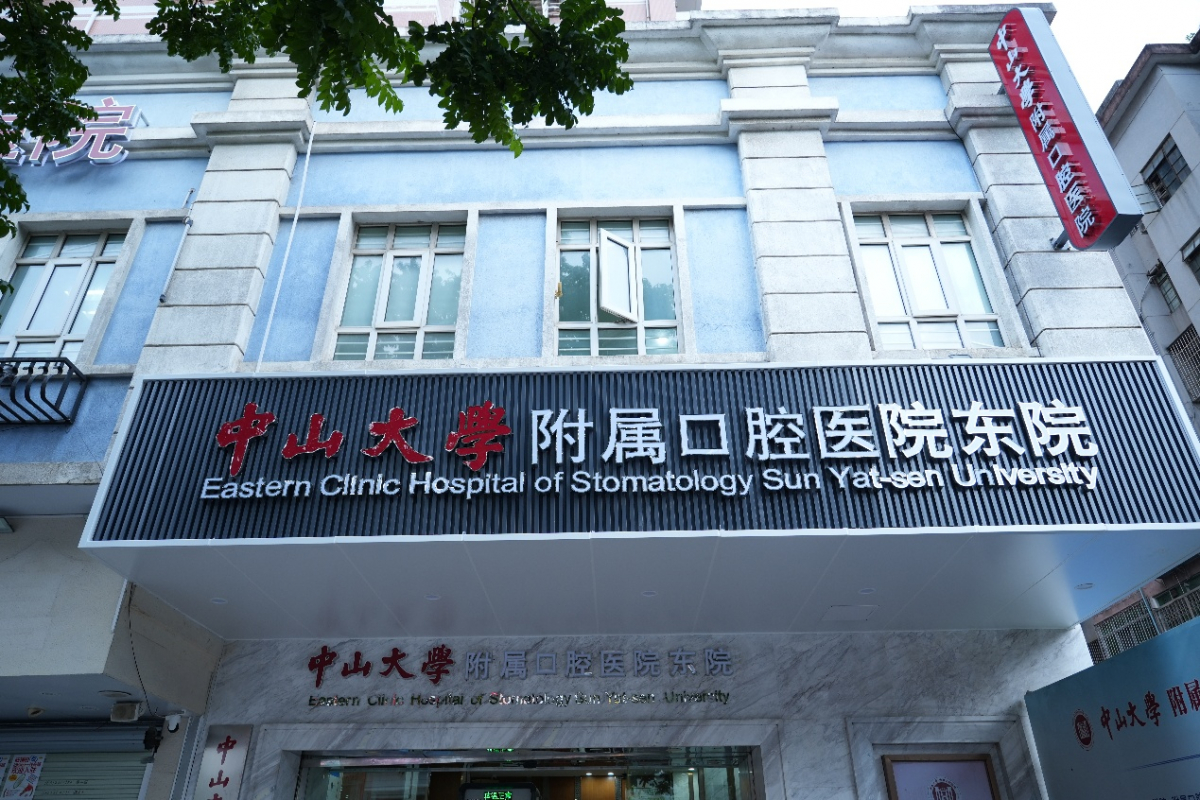 院
中山大學附属口腔医院
中山大學附属口腔医院东院
Eastern Clinic Hospital of Stomatology Sun Yat-sen University
中山大學附属口腔医院东院
Eastern Clinic Hospital of Stomatology Sun Yat-sen University
中山
中山大學 附属